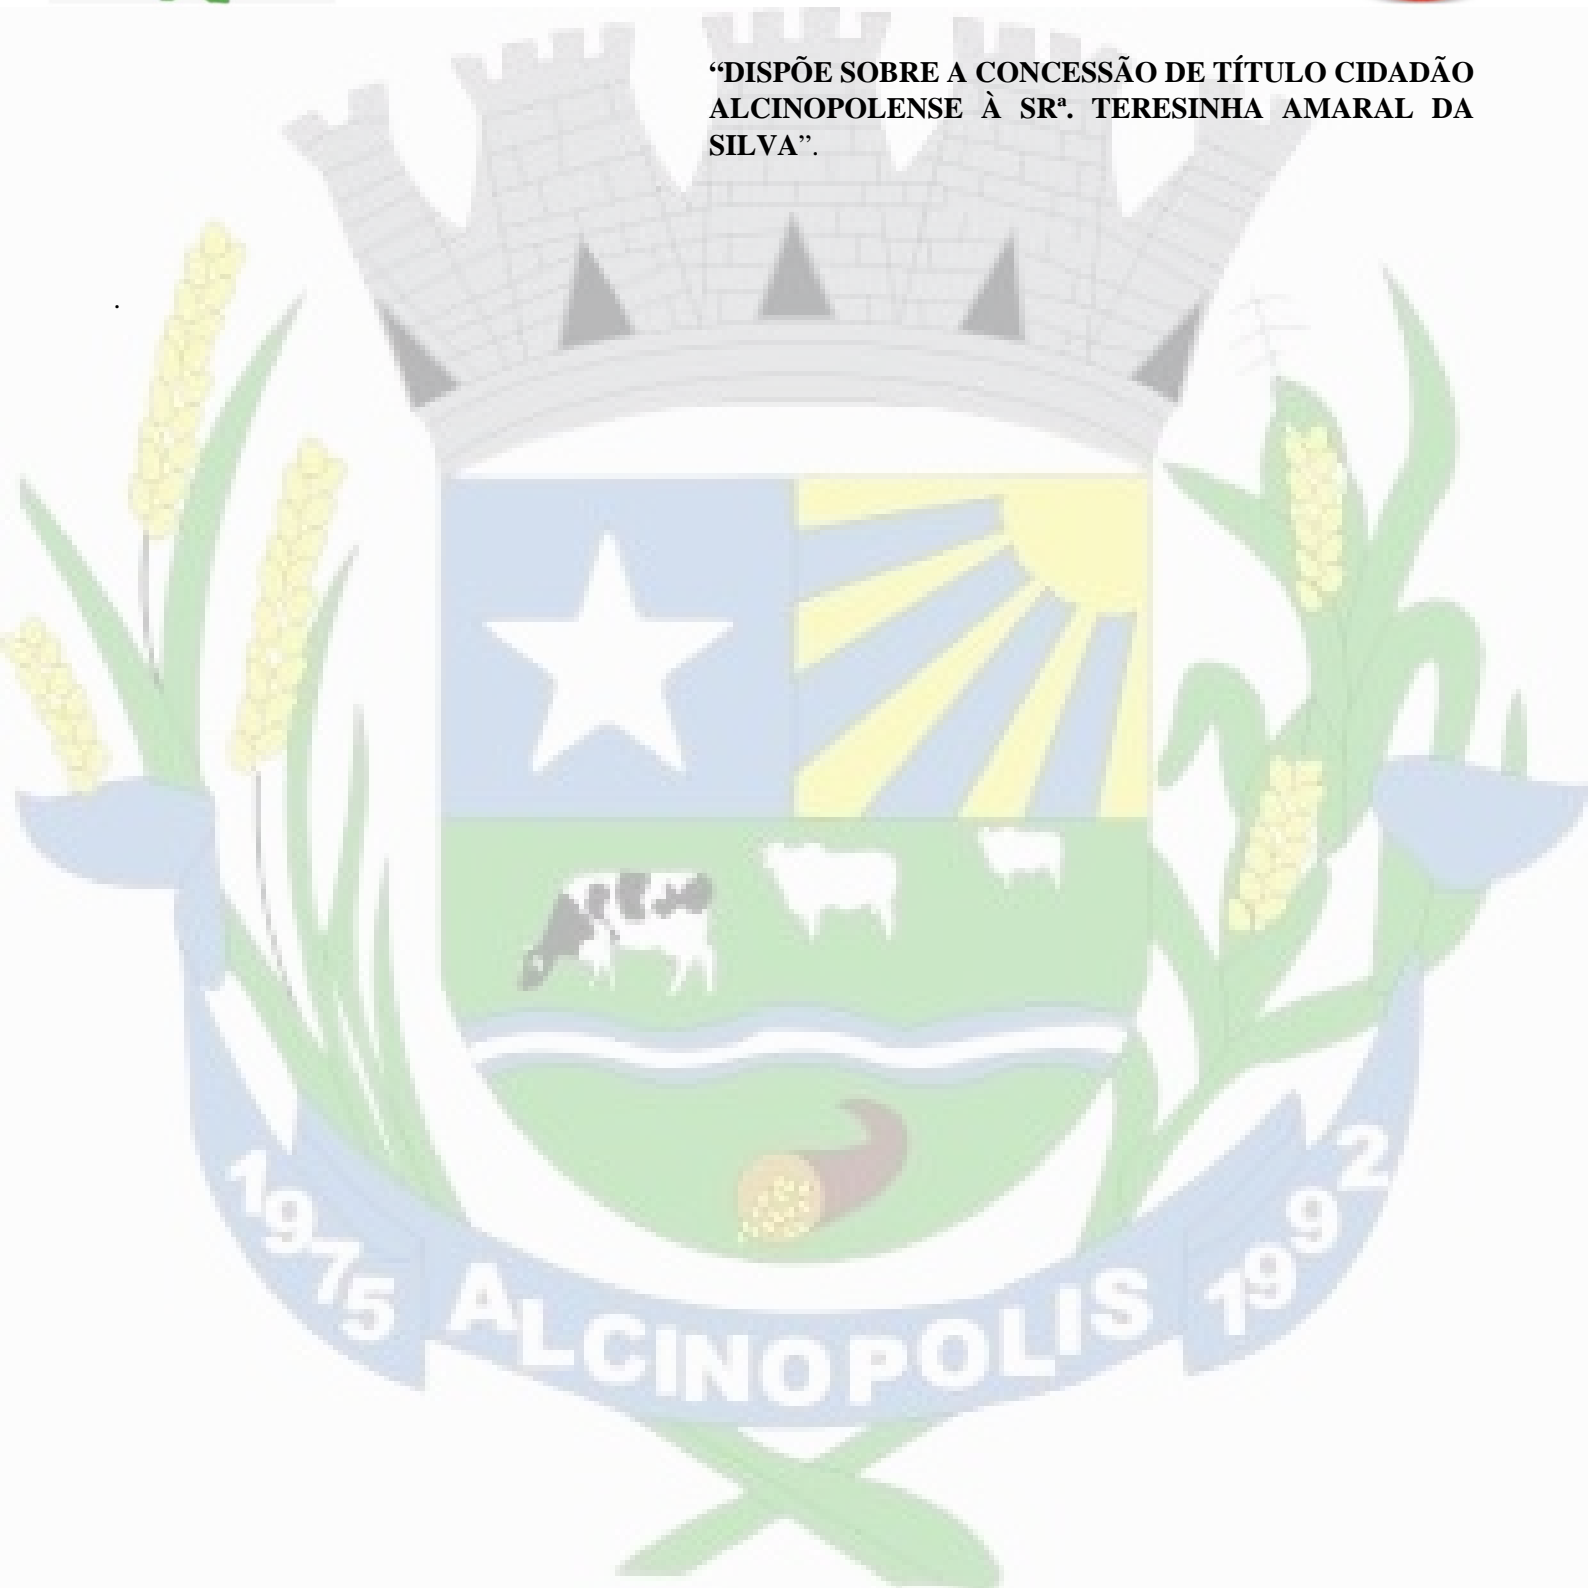 “DISPÕE SOBRE A CONCESSÃO DE TÍTULO CIDADÃO
ALCINOPOLENSE À SRª. TERESINHA AMARAL DA
SILVA”.
.
1975 ALCINOPOLIS 1992